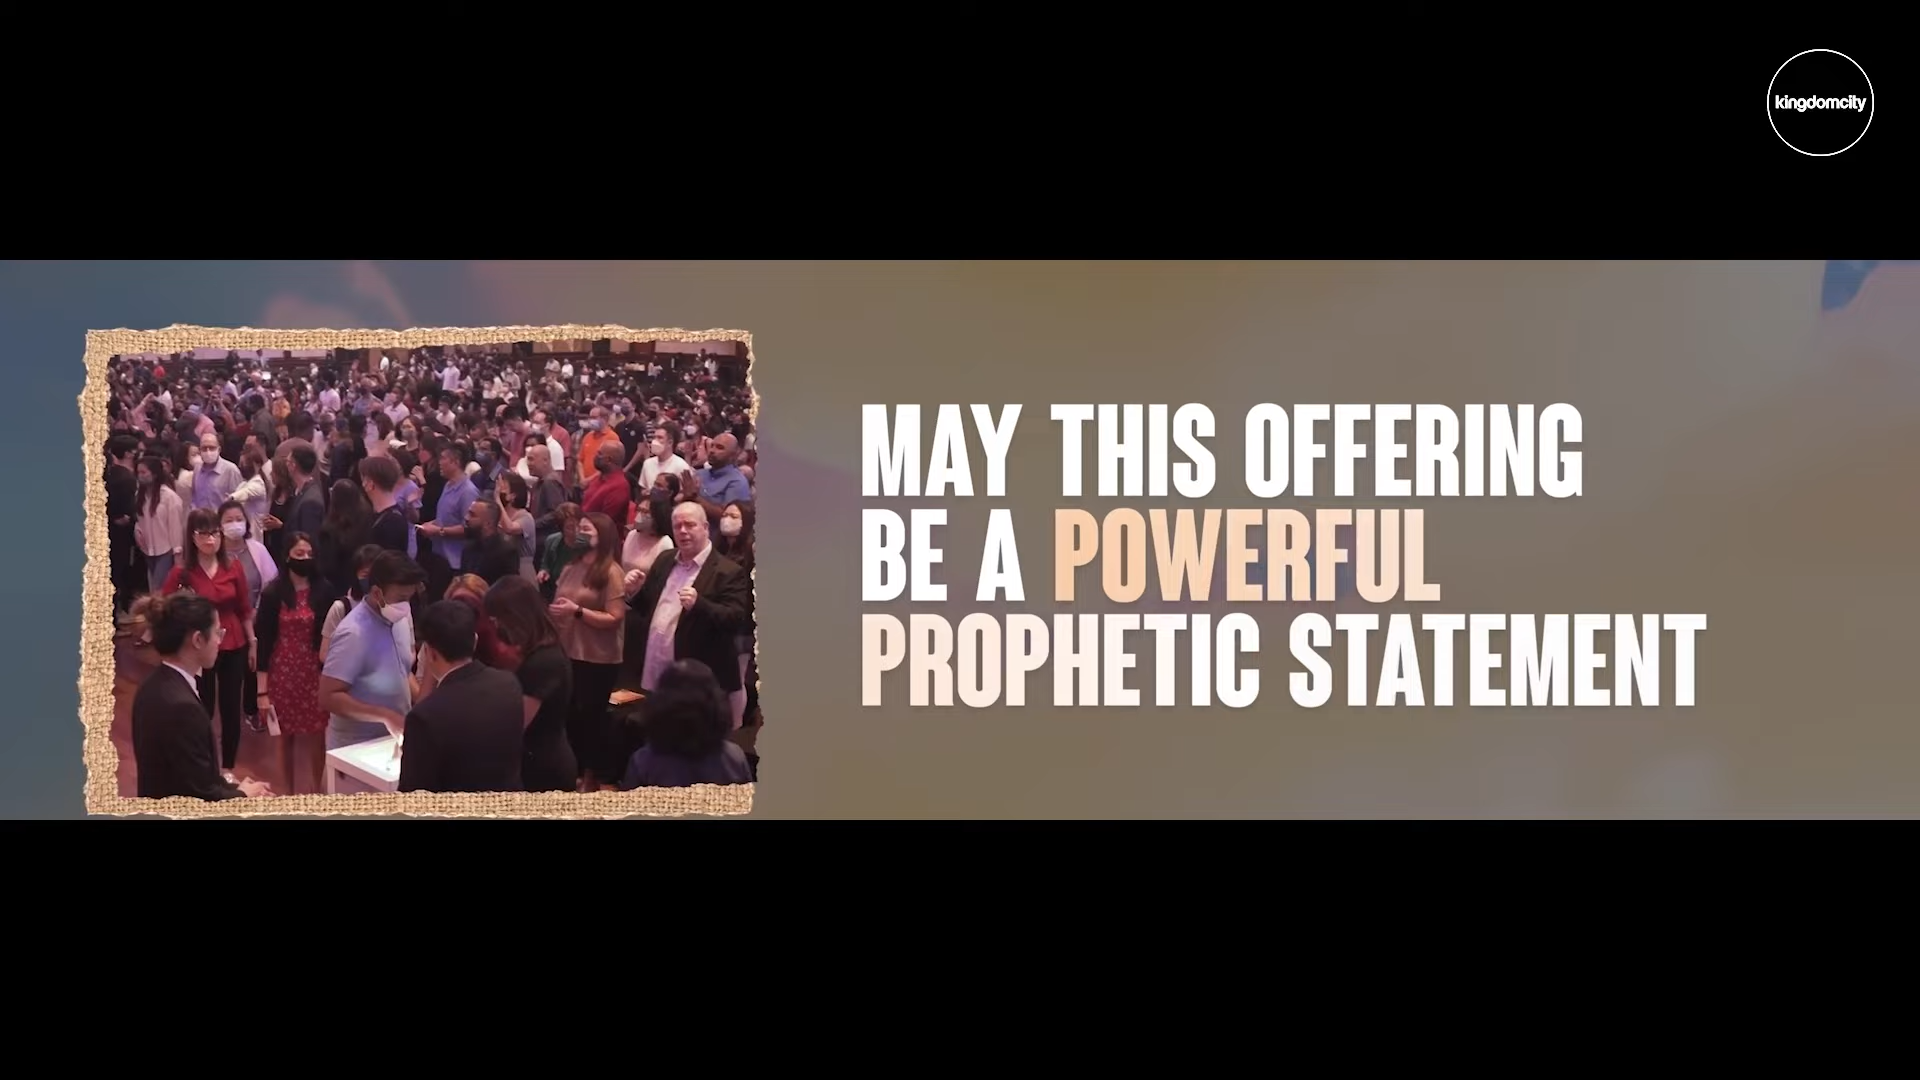 kingdomcity
MAY THIS OFFERING
BE A POWERFUL
PROPHETIC STATEMENT